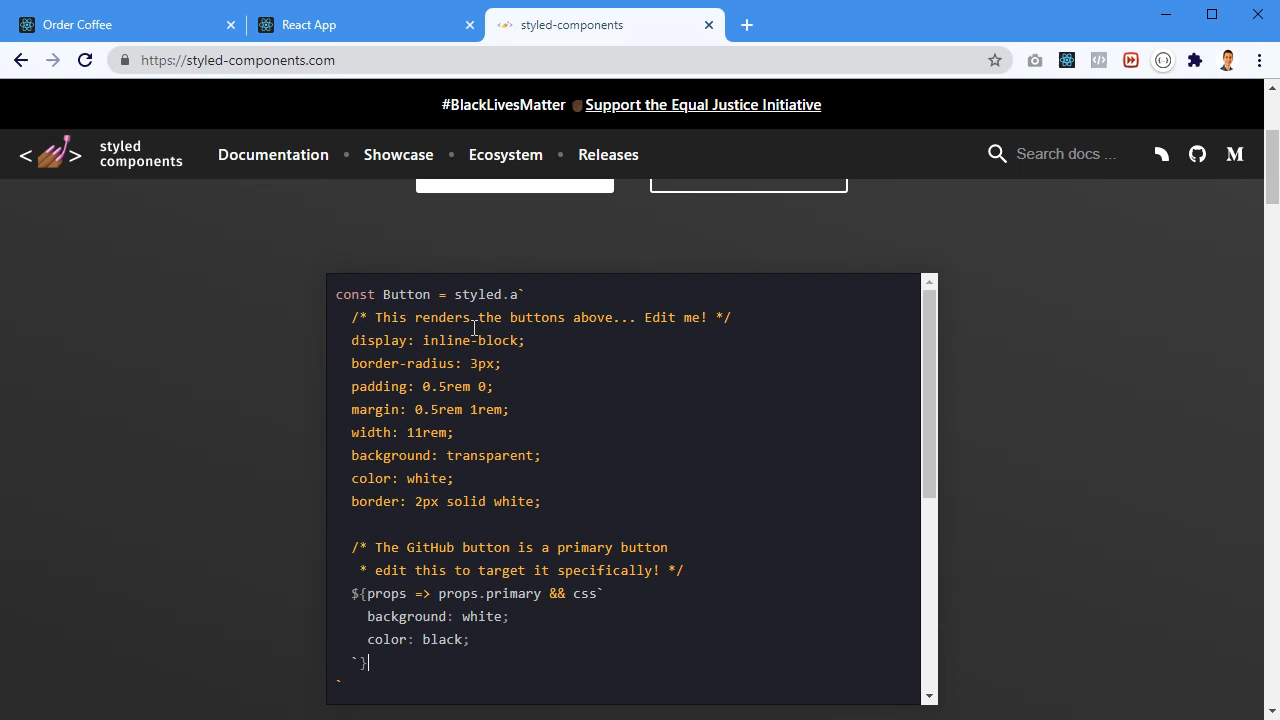 Order Coffee
React App
styled-components
https://styled-components.com
#BlackLivesMatter ✊🏿 Support the Equal Justice Initiative
< 💅🏾 >
styled
components
Documentation • Showcase • Ecosystem • Releases
Search docs ...
const Button = styled.a`
/* This renders the buttons above... Edit me! */
display: inline-block;
border-radius: 3px;
padding: 0.5rem 0;
margin: 0.5rem 1rem;
width: 11rem;
background: transparent;
color: white;
border: 2px solid white;
/* The GitHub button is a primary button
* edit this to target it specifically! */
${props => props.primary && css`
background: white;
color: black;
`}
`